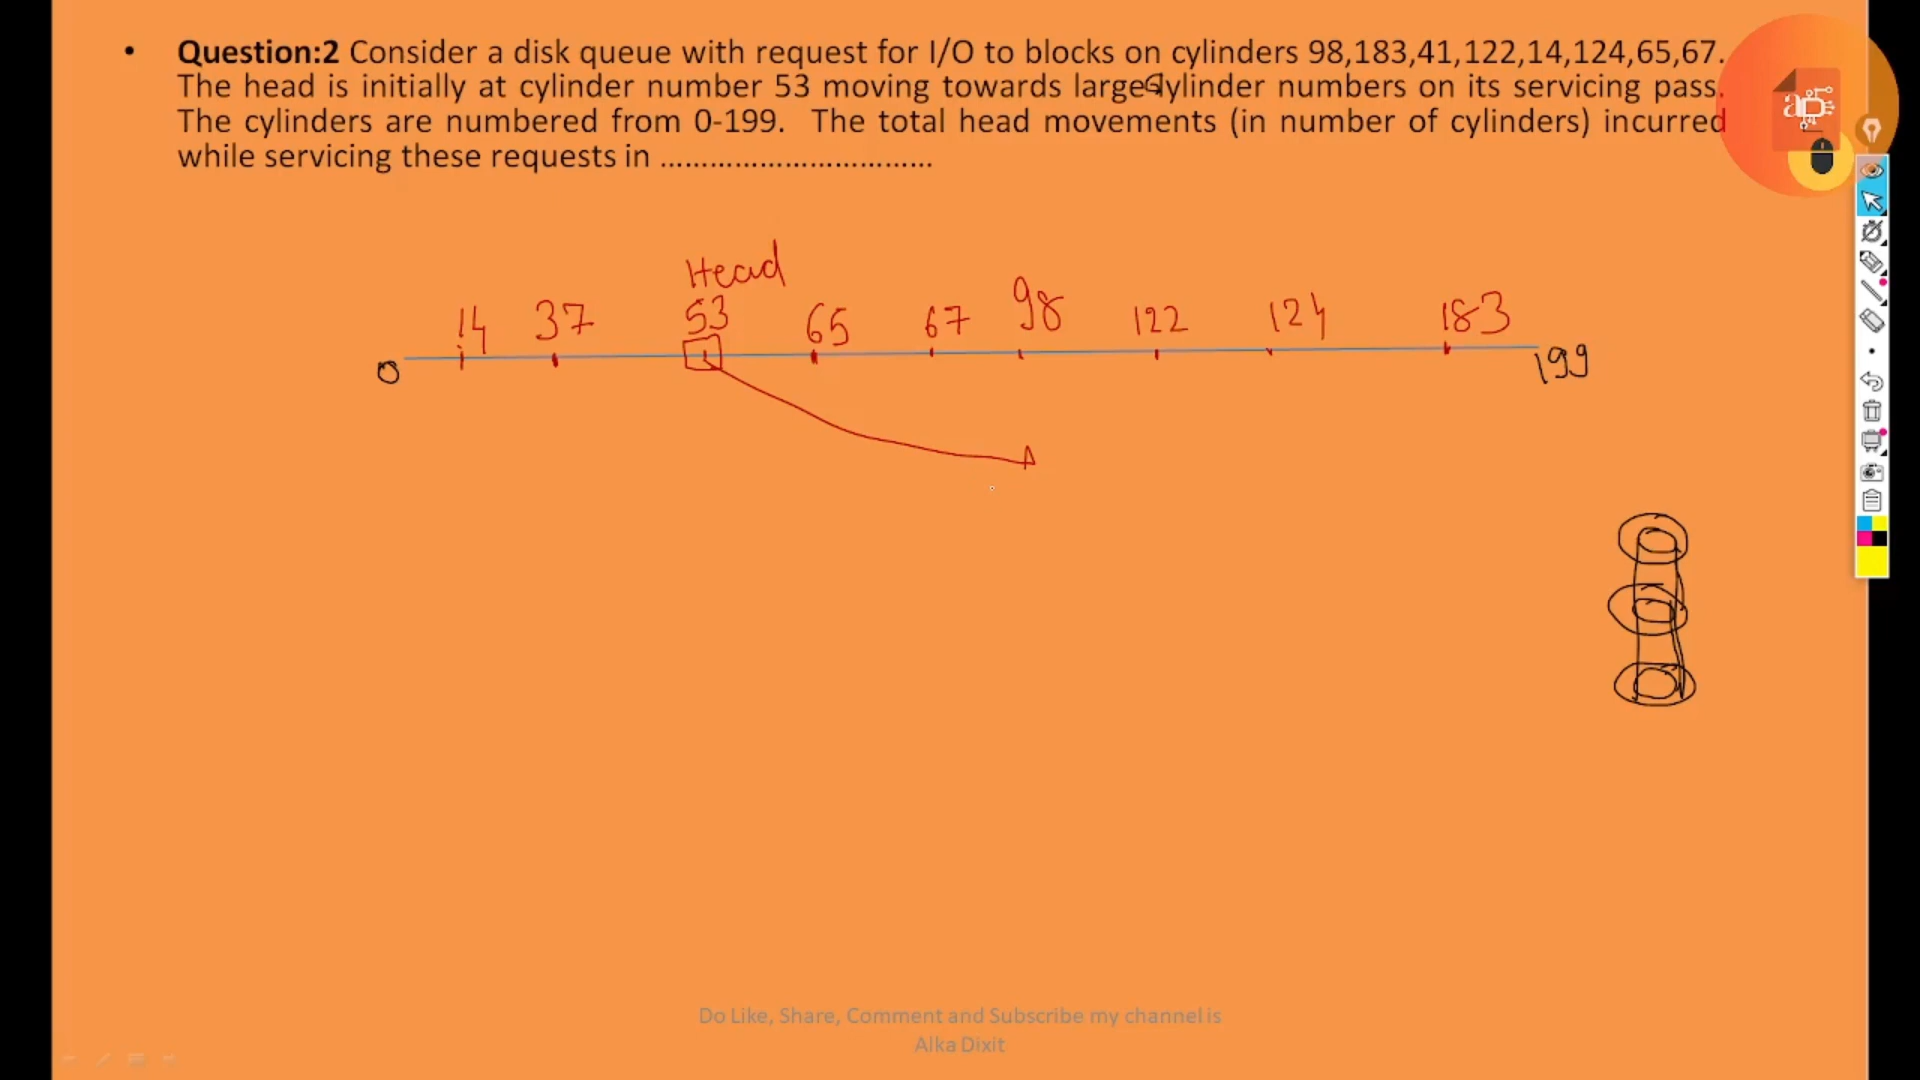 • Question:2 Consider a disk queue with request for I/O to blocks on cylinders 98,183,41,122,14,124,65,67.
The head is initially at cylinder number 53 moving towards large cylinder numbers on its servicing pass.
The cylinders are numbered from 0-199. The total head movements (in number of cylinders) incurred
while servicing these requests in .................................
Head
14 37 53 65 67 98 122 124 183
0 199
Do Like, Share, Comment and Subscribe my channel is
Alka Dixit